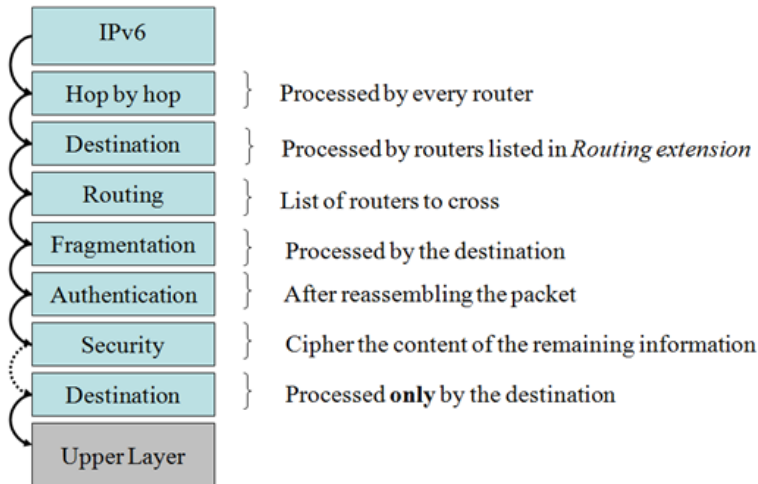 IPv6
Hop by hop } Processed by every router
Destination } Processed by routers listed in Routing extension
Routing } List of routers to cross
Fragmentation } Processed by the destination
Authentication } After reassembling the packet
Security } Cipher the content of the remaining information
Destination } Processed only by the destination
Upper Layer